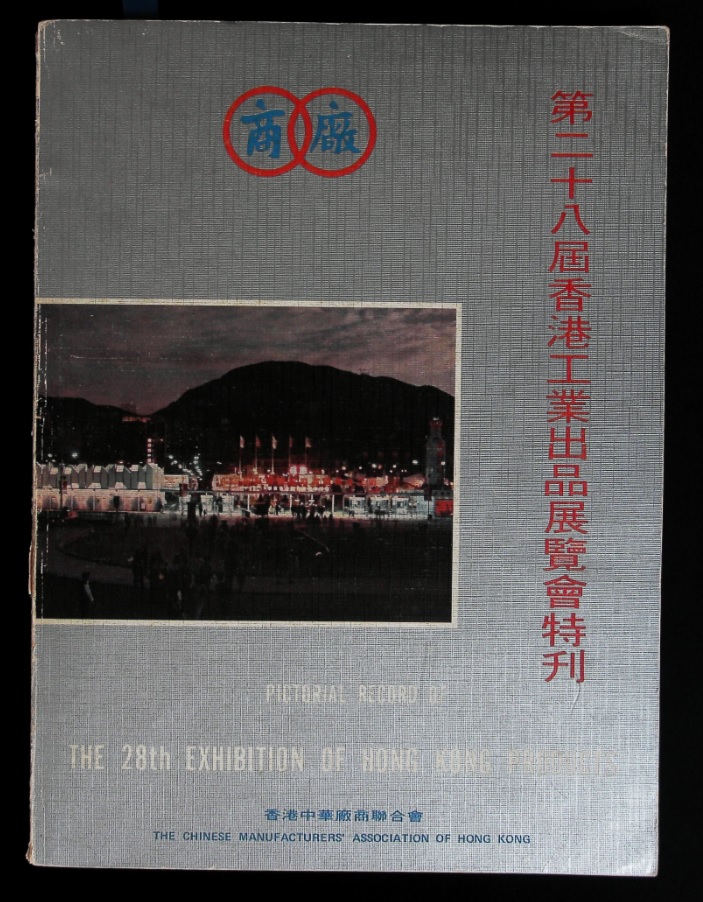 商廠
第二十八屆香港工業出品展覽會特刊
PICTORIAL RECORD OF
THE 28th EXHIBITION OF HONG KONG PRODUCTS
香港中華廠商聯合會
THE CHINESE MANUFACTURERS' ASSOCIATION OF HONG KONG